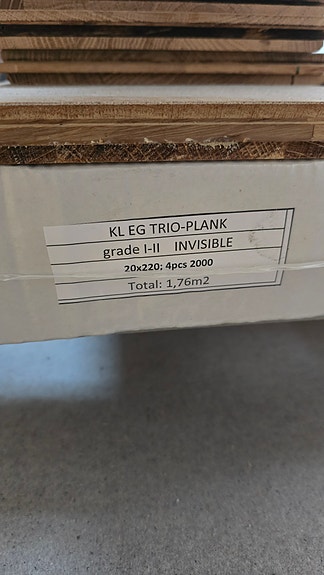 KL EG TRIO-PLANK
grade I-II INVISIBLE
20x220; 4pcs 2000
Total: 1,76m2